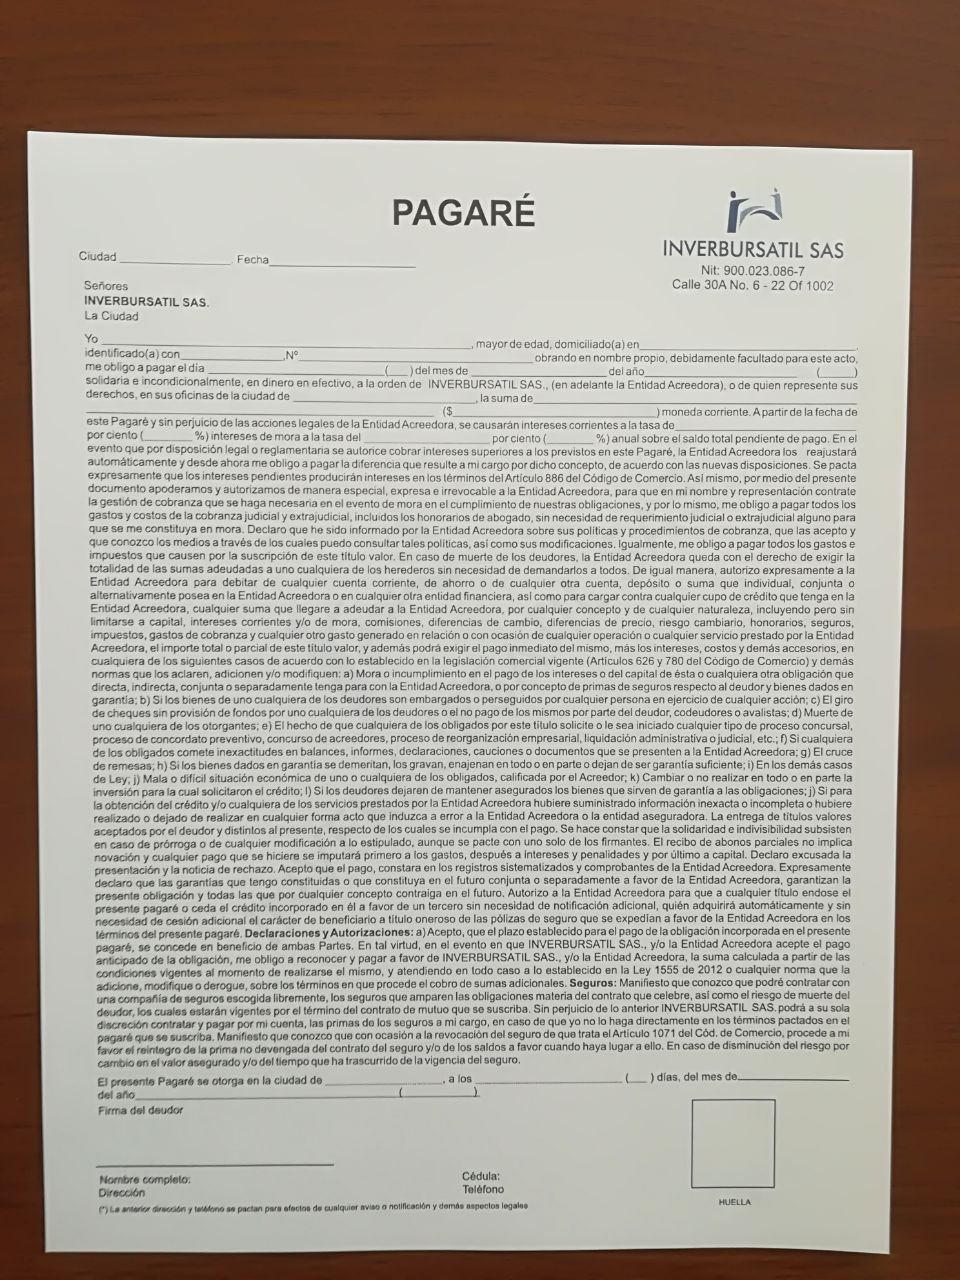 PAGARÉ
INVERBURSATIL SAS
Nit: 900.023.086-7
Calle 30A No. 6 - 22 Of 1002
Ciudad ________________ Fecha______________________
Señores
INVERBURSATIL SAS.
La Ciudad
Yo ______________________________, mayor de edad, domiciliado(a) en____________________,
identificado(a) con________________,Nº______________________________ obrando en nombre propio, debidamente facultado para este acto,
me obligo a pagar el día __________________________(___)del mes de ________________ del año______________________ (_____)
solidaria e incondicionalmente, en dinero en efectivo, a la orden de INVERBURSATIL SAS., (en adelante la Entidad Acreedora), o de quien represente sus
derechos, en sus oficinas de la ciudad de __________________________, la suma de______________________________
______________________________ ($______________________________) moneda corriente. A partir de la fecha de
este Pagaré y sin perjuicio de las acciones legales de la Entidad Acreedora, se causarán intereses corrientes a la tasa de______________________
por ciento (_______ %) intereses de mora a la tasa del __________________ por ciento (_______ %) anual sobre el saldo total pendiente de pago. En el
evento que por disposición legal o reglamentaria se autorice cobrar intereses superiores a los previstos en este Pagaré, la Entidad Acreedora los reajustará
automáticamente y desde ahora me obligo a pagar la diferencia que resulte a mi cargo por dicho concepto, de acuerdo con las nuevas disposiciones. Se pacta
expresamente que los intereses pendientes producirán intereses en los términos del Artículo 886 del Código de Comercio. Así mismo, por medio del presente
documento apoderamos y autorizamos de manera especial, expresa e irrevocable a la Entidad Acreedora, para que en mi nombre y representación contrate
la gestión de cobranza que se haga necesaria en el evento de mora en el cumplimiento de nuestras obligaciones, y por lo mismo, me obligo a pagar todos los
gastos y costos de la cobranza judicial y extrajudicial, incluidos los honorarios de abogado, sin necesidad de requerimiento judicial o extrajudicial alguno para
que se me constituya en mora. Declaro que he sido informado por la Entidad Acreedora sobre sus políticas y procedimientos de cobranza, que las acepto y
que conozco los medios a través de los cuales puedo consultar tales políticas, así como sus modificaciones. Igualmente, me obligo a pagar todos los gastos e
impuestos que causen por la suscripción de este título valor. En caso de muerte de los deudores, la Entidad Acreedora queda con el derecho de exigir la
totalidad de las sumas adeudadas a uno cualquiera de los herederos sin necesidad de demandarlos a todos. De igual manera, autorizo expresamente a la
Entidad Acreedora para debitar de cualquier cuenta corriente, de ahorro o de cualquier otra cuenta, depósito o suma que individual, conjunta o
alternativamente posea en la Entidad Acreedora o en cualquier otra entidad financiera, así como para cargar contra cualquier cupo de crédito que tenga en la
Entidad Acreedora, cualquier suma que llegare a adeudar a la Entidad Acreedora, por cualquier concepto y de cualquier naturaleza, incluyendo pero sin
limitarse a capital, intereses corrientes y/o de mora, comisiones, diferencias de cambio, diferencias de precio, riesgo cambiario, honorarios, seguros,
impuestos, gastos de cobranza y cualquier otro gasto generado en relación o con ocasión de cualquier operación o cualquier servicio prestado por la Entidad
Acreedora, el importe total o parcial de este título valor, y además podrá exigir el pago inmediato del mismo, más los intereses, costos y demás accesorios, en
cualquiera de los siguientes casos de acuerdo con lo establecido en la legislación comercial vigente (Artículos 626 y 780 del Código de Comercio) y demás
normas que los aclaren, adicionen y/o modifiquen: a) Mora o incumplimiento en el pago de los intereses o del capital de ésta o cualquiera otra obligación que
directa, indirecta, conjunta o separadamente tenga para con la Entidad Acreedora, o por concepto de primas de seguros respecto al deudor y bienes dados en
garantía; b) Si los bienes de uno cualquiera de los deudores son embargados o perseguidos por cualquier persona en ejercicio de cualquier acción; c) El giro
de cheques sin provisión de fondos por uno cualquiera de los deudores o el no pago de los mismos por parte del deudor, codeudores o avalistas; d) Muerte de
uno cualquiera de los otorgantes; e) El hecho de que cualquiera de los obligados por este título solicite o le sea iniciado cualquier tipo de proceso concursal,
proceso de concordato preventivo, concurso de acreedores, proceso de reorganización empresarial, liquidación administrativa o judicial, etc.; f) Si cualquiera
de los obligados comete inexactitudes en balances, informes, declaraciones, cauciones o documentos que se presenten a la Entidad Acreedora; g) El cruce
de remesas; h) Si los bienes dados en garantía se demeritan, los gravan, enajenan en todo o en parte o dejan de ser garantía suficiente; i) En los demás casos
de Ley; j) Mala o difícil situación económica de uno o cualquiera de los obligados, calificada por el Acreedor; k) Cambiar o no realizar en todo o en parte la
inversión para la cual solicitaron el crédito; l) Si los deudores dejaren de mantener asegurados los bienes que sirven de garantía a las obligaciones; j) Si para
la obtención del crédito y/o cualquiera de los servicios prestados por la Entidad Acreedora hubiere suministrado información inexacta o incompleta o hubiere
realizado o dejado de realizar en cualquier forma acto que induzca a error a la Entidad Acreedora o la entidad aseguradora. La entrega de títulos valores
aceptados por el deudor y distintos al presente, respecto de los cuales se incumpla con el pago. Se hace constar que la solidaridad e indivisibilidad subsisten
en caso de prórroga o de cualquier modificación a lo estipulado, aunque se pacte con uno solo de los firmantes. El recibo de abonos parciales no implica
novación y cualquier pago que se hiciere se imputará primero a los gastos, después a intereses y penalidades y por último a capital. Declaro excusada la
presentación y la noticia de rechazo. Acepto que el pago, constara en los registros sistematizados y comprobantes de la Entidad Acreedora. Expresamente
declaro que las garantías que tengo constituidas o que constituya en el futuro conjunta o separadamente a favor de la Entidad Acreedora, garantizan la
presente obligación y todas las que por cualquier concepto contraiga en el futuro. Autorizo a la Entidad Acreedora para que a cualquier título endose el
presente pagaré o ceda el crédito incorporado en él a favor de un tercero sin necesidad de notificación adicional, quién adquirirá automáticamente y sin
necesidad de cesión adicional el carácter de beneficiario a título oneroso de las pólizas de seguro que se expedían a favor de la Entidad Acreedora en los
términos del presente pagaré. Declaraciones y Autorizaciones: a) Acepto, que el plazo establecido para el pago de la obligación incorporada en el presente
pagaré, se concede en beneficio de ambas Partes. En tal virtud, en el evento en que INVERBURSATIL SAS., y/o la Entidad Acreedora acepte el pago
anticipado de la obligación, me obligo a reconocer y pagar a favor de INVERBURSATIL SAS., y/o la Entidad Acreedora, la suma calculada a partir de las
condiciones vigentes al momento de realizarse el mismo, y atendiendo en todo caso a lo establecido en la Ley 1555 de 2012 o cualquier norma que la
adicione, modifique o derogue, sobre los términos en que procede el cobro de sumas adicionales. Seguros: Manifiesto que conozco que podré contratar con
una compañía de seguros escogida libremente, los seguros que amparen las obligaciones materia del contrato que celebre, así como el riesgo de muerte del
deudor, los cuales estarán vigentes por el término del contrato de mutuo que se suscriba. Sin perjuicio de lo anterior INVERBURSATIL SAS. podrá a su sola
discreción contratar y pagar por mi cuenta, las primas de los seguros a mi cargo, en caso de que yo no lo haga directamente en los términos pactados en el
pagaré que se suscriba. Manifiesto que conozco que con ocasión a la revocación del seguro de que trata el Artículo 1071 del Cód. de Comercio, procede a mi
favor el reintegro de la prima no devengada del contrato del seguro y/o de los saldos a favor cuando haya lugar a ello. En caso de disminución del riesgo por
cambio en el valor asegurado y/o del tiempo que ha trascurrido de la vigencia del seguro.
El presente Pagaré se otorga en la ciudad de __________________, a los ______________________ (___) días, del mes de________________
del año______________________________(____________)
Firma del deudor
Nombre completo: Cédula:
Dirección Teléfono
HUELLA
(*) La anterior dirección y teléfono se pactan para efectos de cualquier aviso o notificación y demás aspectos legales